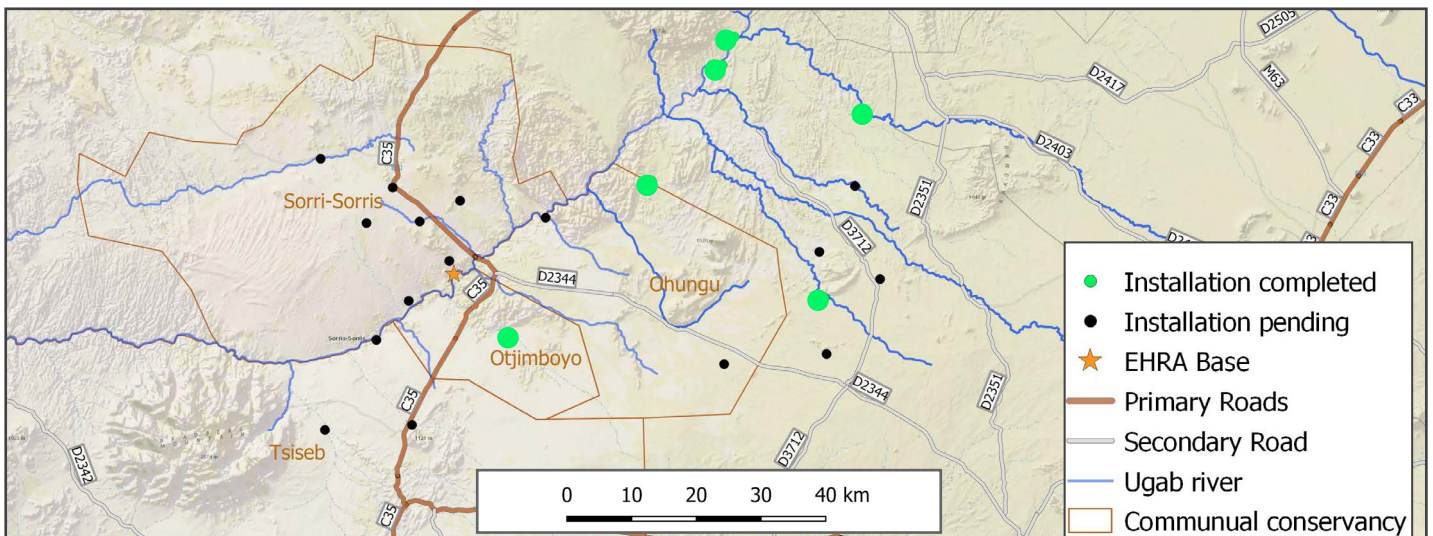 D2505
D2417
M63
C33
C35
D2403
Sorri-Sorris
D2351
C33
C33
D3712
D2344
Ohungu
C35
Otjimboyo
D2344
D2351
C35
Tsiseb
D3712
D2342
C35
Installation completed
Installation pending
EHRA Base
Primary Roads
Secondary Road
Ugab river
Communual conservancy
0 10 20 30 40 km